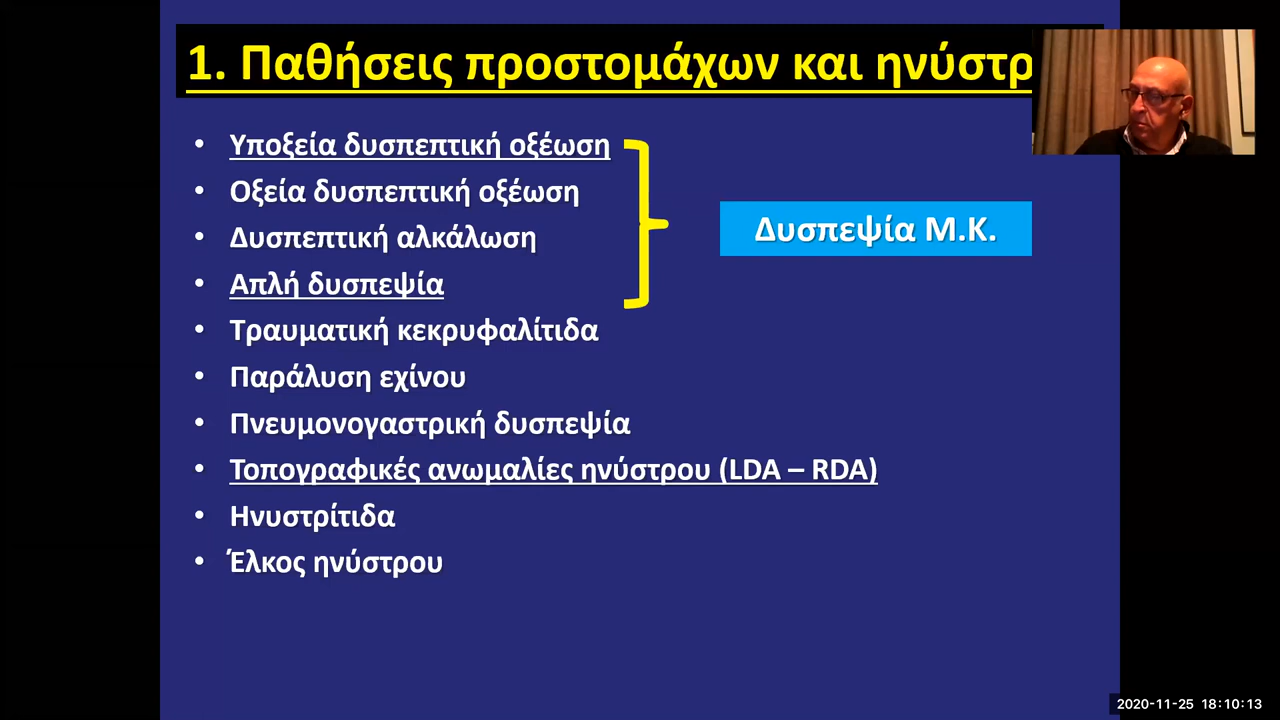 1. Παθήσεις προστομάχων και ηνύστρ
• Υποξεία δυσπεπτική οξέωση
• Οξεία δυσπεπτική οξέωση
• Δυσπεπτική αλκάλωση
• Απλή δυσπεψία
Δυσπεψία Μ.Κ.
• Τραυματική κεκρυφαλίτιδα
• Παράλυση εχίνου
• Πνευμονογαστρική δυσπεψία
• Τοπογραφικές ανωμαλίες ηνύστρου (LDA – RDA)
• Ηνυστρίτιδα
• Έλκος ηνύστρου
2020-11-25 18:10:13